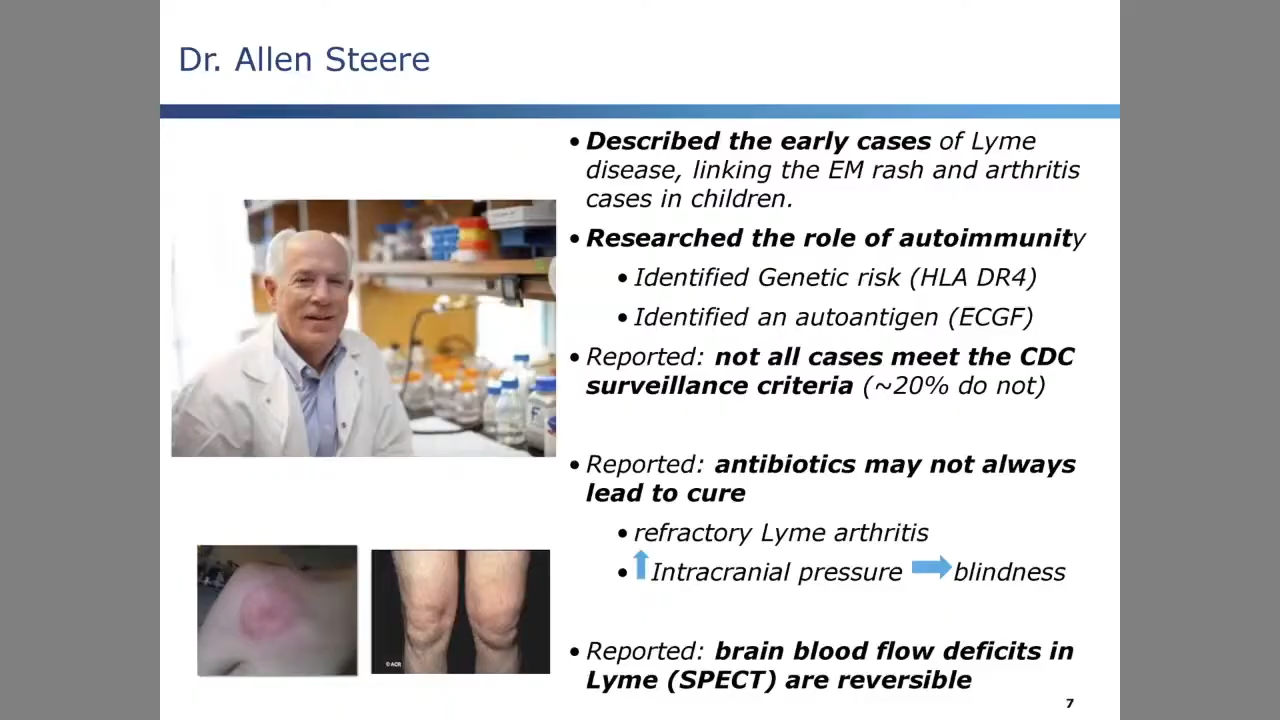 Dr. Allen Steere
• Described the early cases of Lyme
disease, linking the EM rash and arthritis
cases in children.
• Researched the role of autoimmunity
• Identified Genetic risk (HLA DR4)
• Identified an autoantigen (ECGF)
• Reported: not all cases meet the CDC
surveillance criteria (~20% do not)
• Reported: antibiotics may not always
lead to cure
• refractory Lyme arthritis
• Intracranial pressure blindness
• Reported: brain blood flow deficits in
Lyme (SPECT) are reversible
© ACR
7